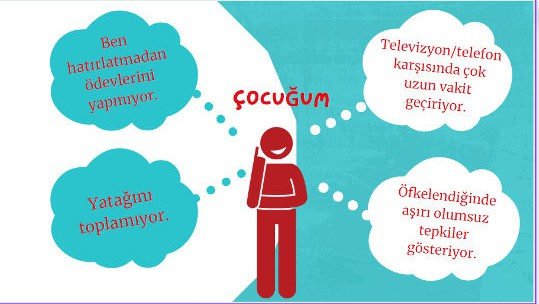 Ben
hatırlatmadan
ödevlerini
yapmıyor.
Televizyon/telefon
karşısında çok
uzun vakit
geçiriyor.
ÇOCUĞUM
Yatağını
toplamıyor.
Öfkelendiğinde
aşırı olumsuz
tepkiler
gösteriyor.